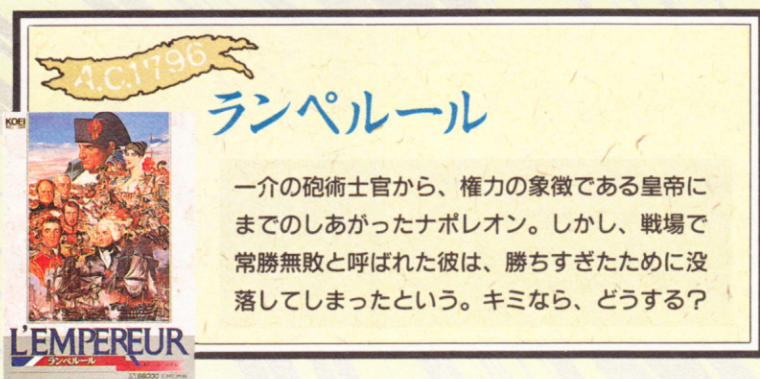 A.C.1796
ランペルール
一介の砲術士官から、権力の象徴である皇帝に
までのしあがったナポレオン。しかし、戦場で
常勝無敗と呼ばれた彼は、勝ちすぎたために没
落してしまったという。キミなら、どうする?
KOEI
L'EMPEREUR
ランペルール